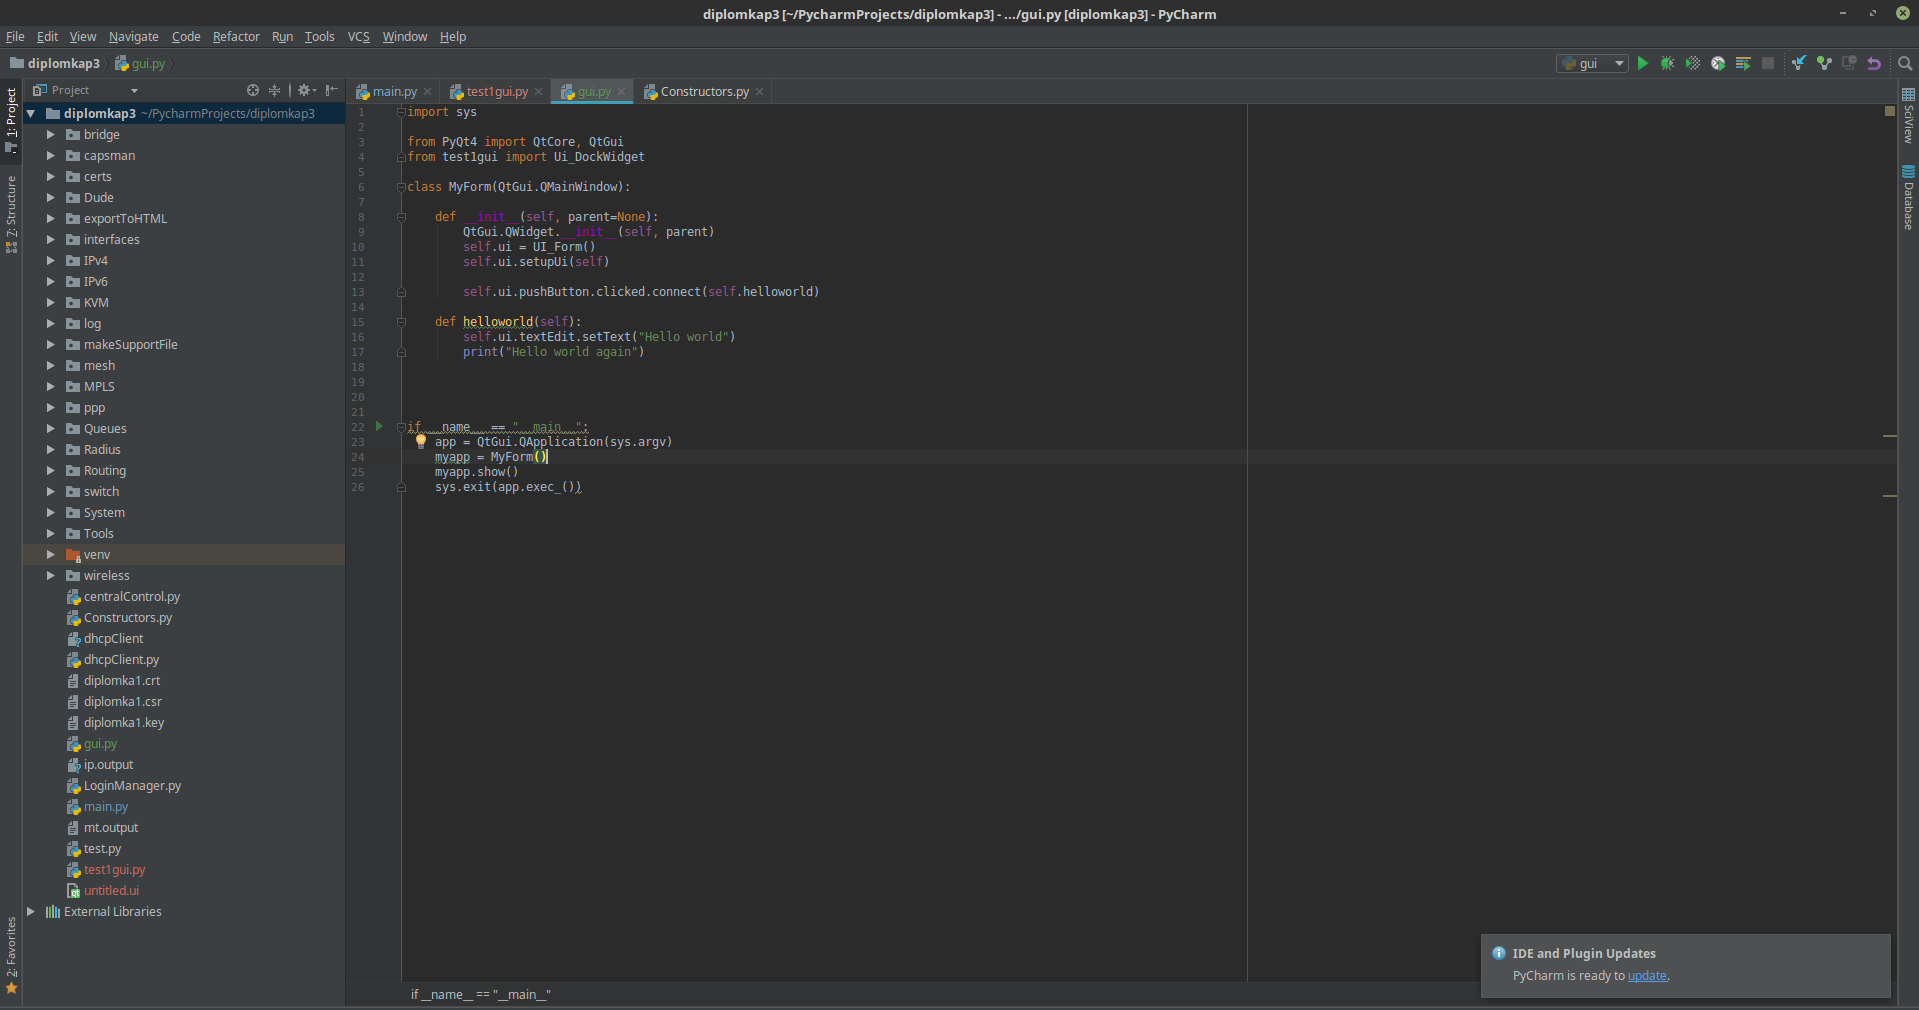 diplomkap3 [~/PycharmProjects/diplomkap3] - .../gui.py [diplomkap3] - PyCharm
File Edit View Navigate Code Refactor Run Tools VCS Window Help
diplomkap3 gui.py
gui
1: Project
7: Structure
2: Favorites
Project
diplomkap3 ~/PycharmProjects/diplomkap3
bridge
capsman
certs
Dude
exportToHTML
interfaces
IPv4
IPv6
KVM
log
makeSupportFile
mesh
MPLS
ppp
Queues
Radius
Routing
switch
System
Tools
venv
wireless
centralControl.py
Constructors.py
dhcpClient
dhcpClient.py
diplomka1.crt
diplomka1.csr
diplomka1.key
gui.py
ip.output
LoginManager.py
main.py
mt.output
test.py
test1gui.py
untitled.ui
External Libraries
main.py test1gui.py gui.py Constructors.py
1 import sys
2
3 from PyQt4 import QtCore, QtGui
4 from test1gui import Ui_DockWidget
5
6 class MyForm(QtGui.QMainWindow):
7
8 def __init__(self, parent=None):
9 QtGui.QWidget.__init__(self, parent)
10 self.ui = UI_Form()
11 self.ui.setupUi(self)
12
13 self.ui.pushButton.clicked.connect(self.helloworld)
14
15 def helloworld(self):
16 self.ui.textEdit.setText("Hello world")
17 print("Hello world again")
18
19
20
21
22 if __name__ == "__main__":
23 app = QtGui.QApplication(sys.argv)
24 myapp = MyForm()
25 myapp.show()
26 sys.exit(app.exec_())
if __name__ == "__main__"
SciView
Database
IDE and Plugin Updates
PyCharm is ready to update.